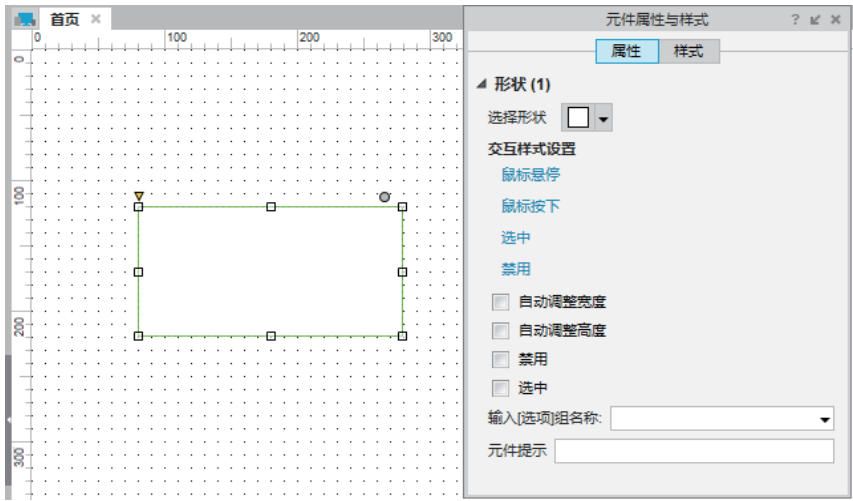 首页
元件属性与样式
0 100 200 300
属性 样式
0
形状 (1)
选择形状
交互样式设置
鼠标悬停
100
鼠标按下
选中
禁用
自动调整宽度
200
自动调整高度
禁用
选中
输入[选项]组名称:
元件提示
300